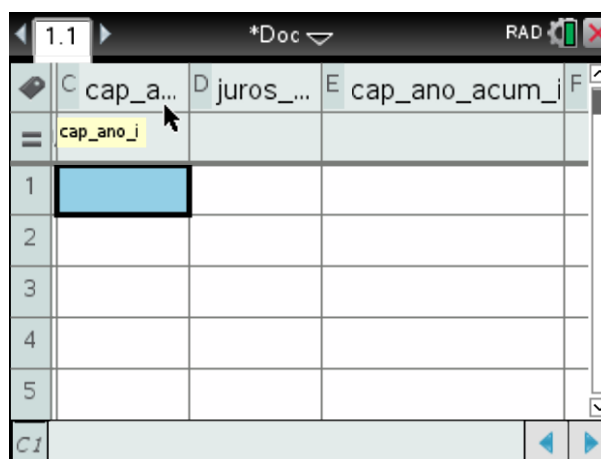 1.1 *Doc RAD
C cap_a... D juros_... E cap_ano_acum_i F
= cap_ano_i
1
2
3
4
5
C1